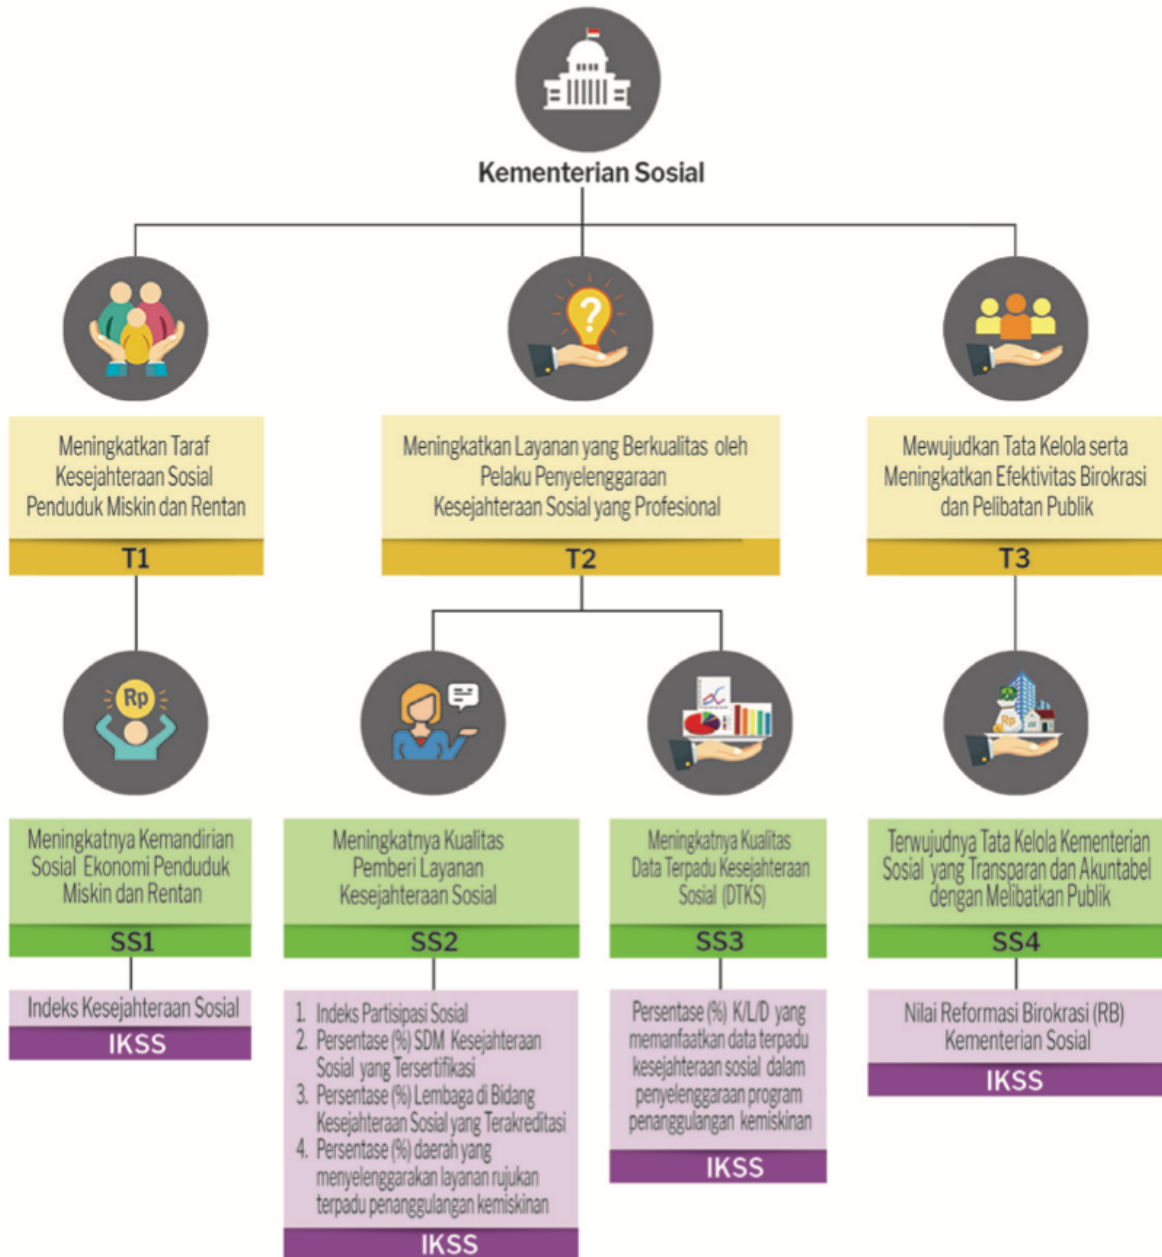 Kementerian Sosial
Meningkatkan Taraf
Kesejahteraan Sosial
Penduduk Miskin dan Rentan
T1
Meningkatkan Layanan yang Berkualitas oleh
Pelaku Penyelenggaraan
Kesejahteraan Sosial yang Profesional
T2
Mewujudkan Tata Kelola serta
Meningkatkan Efektivitas Birokrasi
dan Pelibatan Publik
T3
Rp
?
Rp
Meningkatnya Kemandirian
Sosial Ekonomi Penduduk
Miskin dan Rentan
SS1
Meningkatnya Kualitas
Pemberi Layanan
Kesejahteraan Sosial
SS2
Meningkatnya Kualitas
Data Terpadu Kesejahteraan
Sosial (DTKS)
SS3
Terwujudnya Tata Kelola Kementerian
Sosial yang Transparan dan Akuntabel
dengan Melibatkan Publik
SS4
Indeks Kesejahteraan Sosial
IKSS
1. Indeks Partisipasi Sosial
2. Persentase (%) SDM Kesejahteraan
Sosial yang Tersertifikasi
3. Persentase (%) Lembaga di Bidang
Kesejahteraan Sosial yang Terakreditasi
4. Persentase (%) daerah yang
menyelenggarakan layanan rujukan
terpadu penanggulangan kemiskinan
IKSS
Persentase (%) K/L/D yang
memanfaatkan data terpadu
kesejahteraan sosial dalam
penyelenggaraan program
penanggulangan kemiskinan
IKSS
Nilai Reformasi Birokrasi (RB)
Kementerian Sosial
IKSS